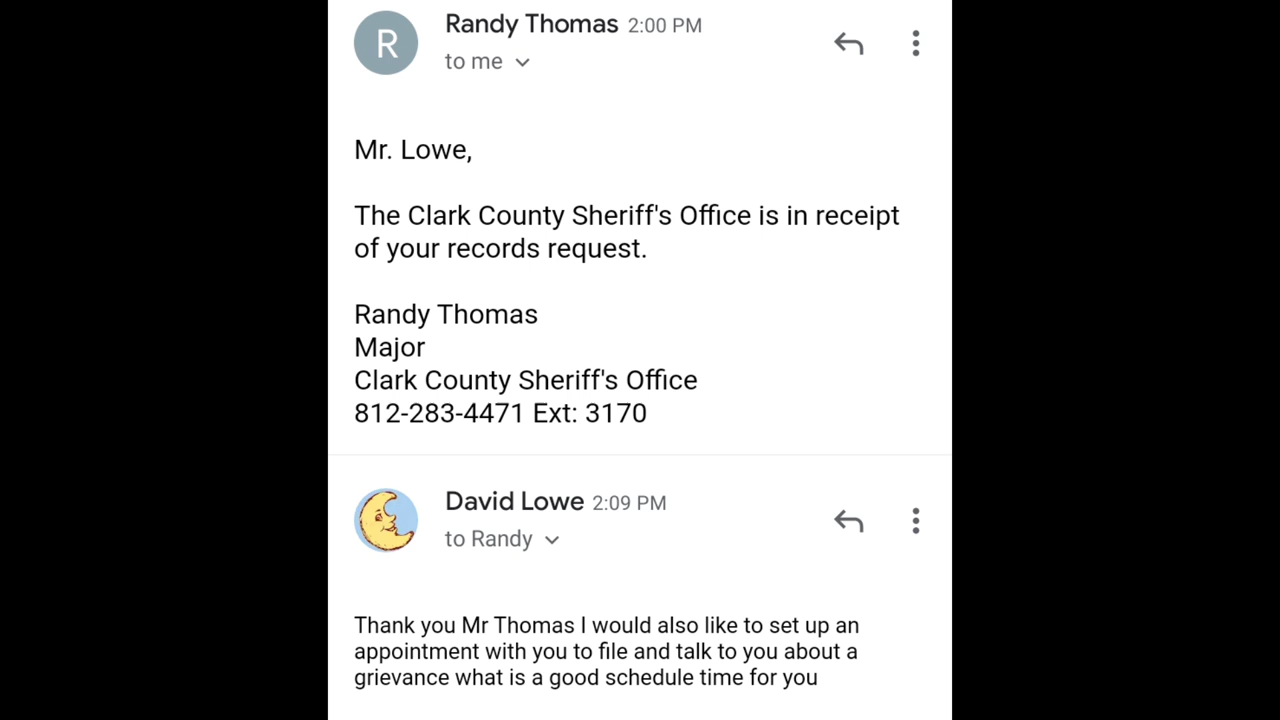 R
Randy Thomas 2:00 PM
to me
Mr. Lowe,
The Clark County Sheriff's Office is in receipt
of your records request.
Randy Thomas
Major
Clark County Sheriff's Office
812-283-4471 Ext: 3170
David Lowe 2:09 PM
to Randy
Thank you Mr Thomas I would also like to set up an
appointment with you to file and talk to you about a
grievance what is a good schedule time for you